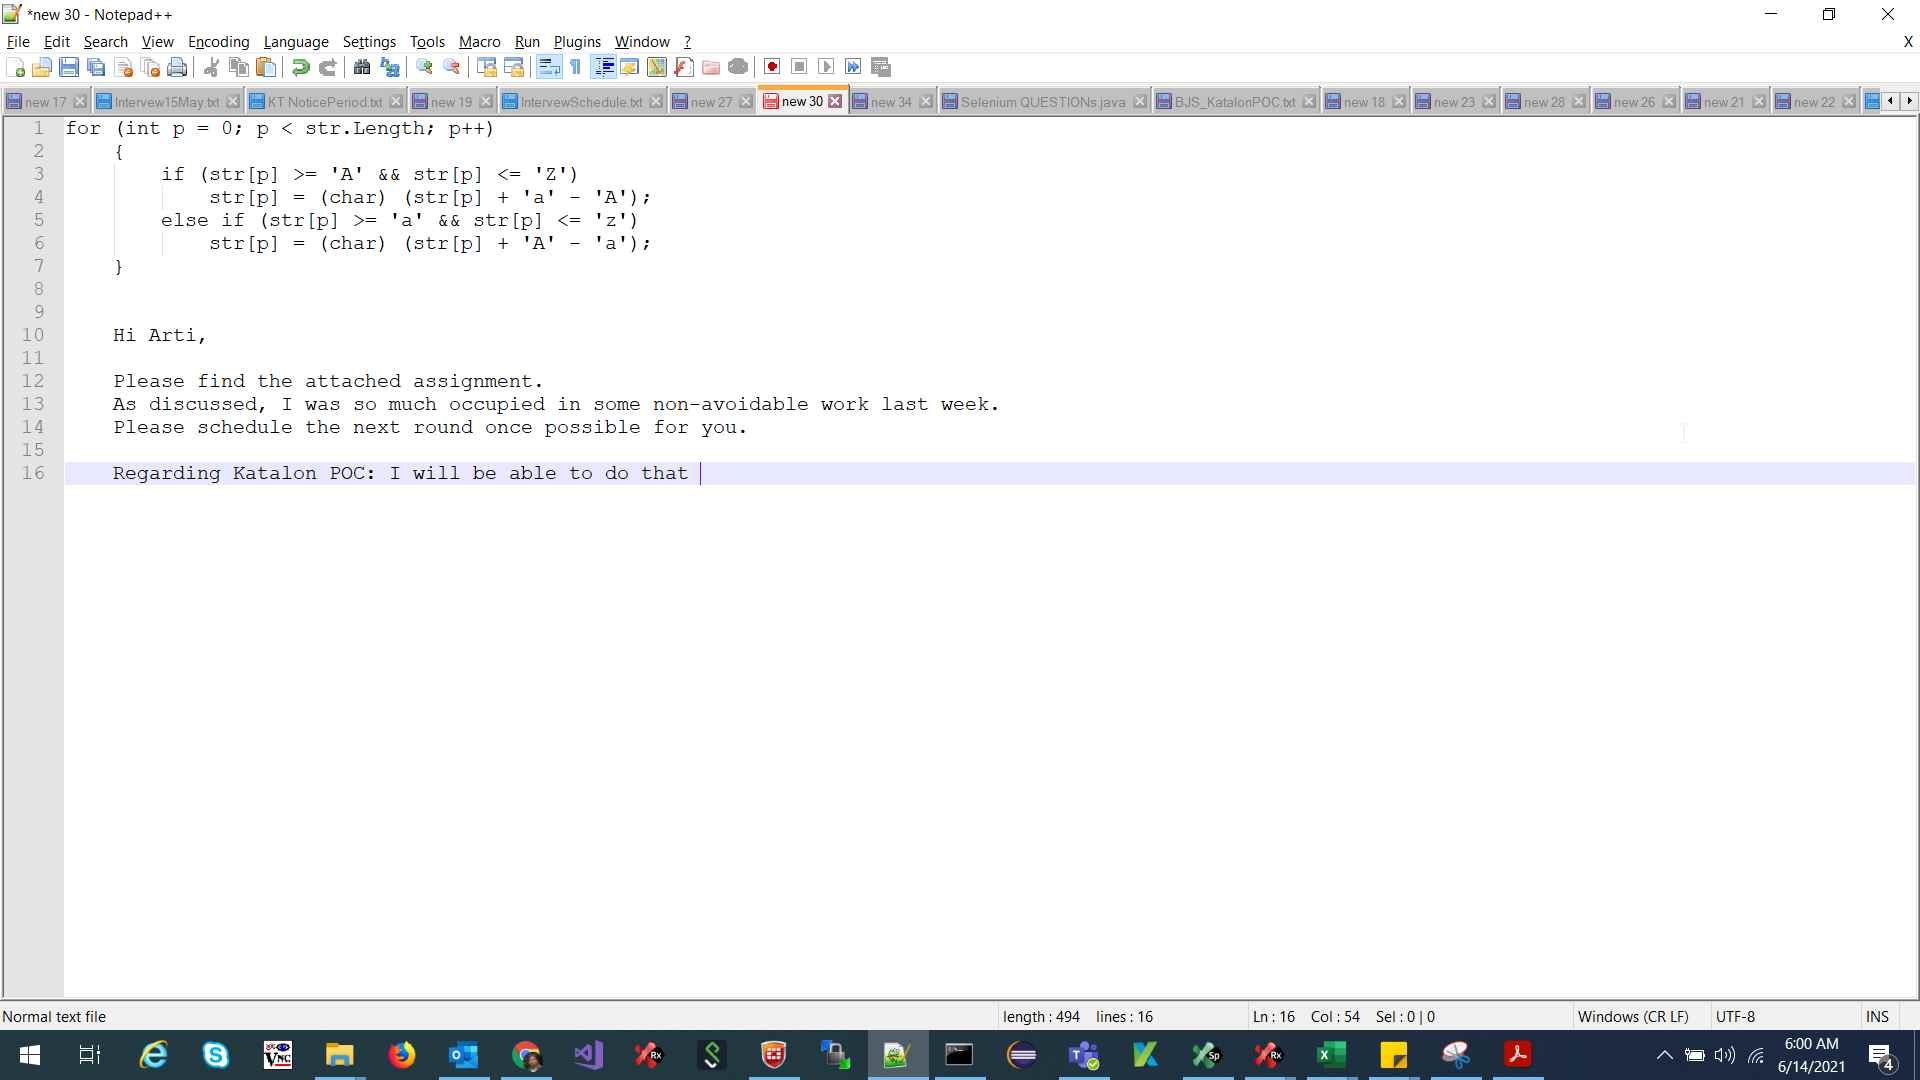 *new 30 - Notepad++
File Edit Search View Encoding Language Settings Tools Macro Run Plugins Window ? X
new 17 Intervew15May.txt KT NoticePeriod.txt new 19 IntervewSchedule.txt new 27 new 30 new 34 Selenium QUESTIONs.java BJS_KatalonPOC.txt new 18 new 23 new 28 new 26 new 21 new 22
1 for (int p = 0; p < str.Length; p++)
2 {
3 if (str[p] >= 'A' && str[p] <= 'Z')
4 str[p] = (char) (str[p] + 'a' - 'A');
5 else if (str[p] >= 'a' && str[p] <= 'z')
6 str[p] = (char) (str[p] + 'A' - 'a');
7 }
8
9
10 Hi Arti,
11
12 Please find the attached assignment.
13 As discussed, I was so much occupied in some non-avoidable work last week.
14 Please schedule the next round once possible for you.
15
16 Regarding Katalon POC: I will be able to do that
Normal text file length : 494 lines : 16 Ln : 16 Col : 54 Sel : 0 | 0 Windows (CR LF) UTF-8 INS
VNC Rx Sp Rx
6:00 AM
6/14/2021
4